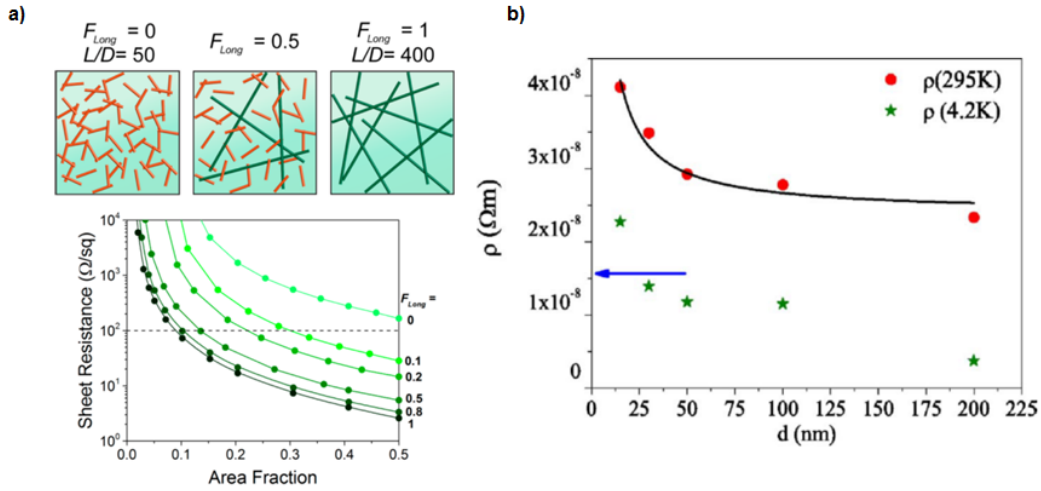 a)
F_Long = 0
L/D= 50
F_Long = 0.5
F_Long = 1
L/D= 400
Sheet Resistance (Ω/sq)
10^4
10^3
10^2
10^1
10^0
0.0 0.1 0.2 0.3 0.4 0.5
Area Fraction
F_Long =
0
0.1
0.2
0.5
0.8
1
b)
ρ (Ωm)
4x10^-8
3x10^-8
2x10^-8
1x10^-8
0
ρ(295K)
ρ (4.2K)
0 25 50 75 100 125 150 175 200 225
d (nm)